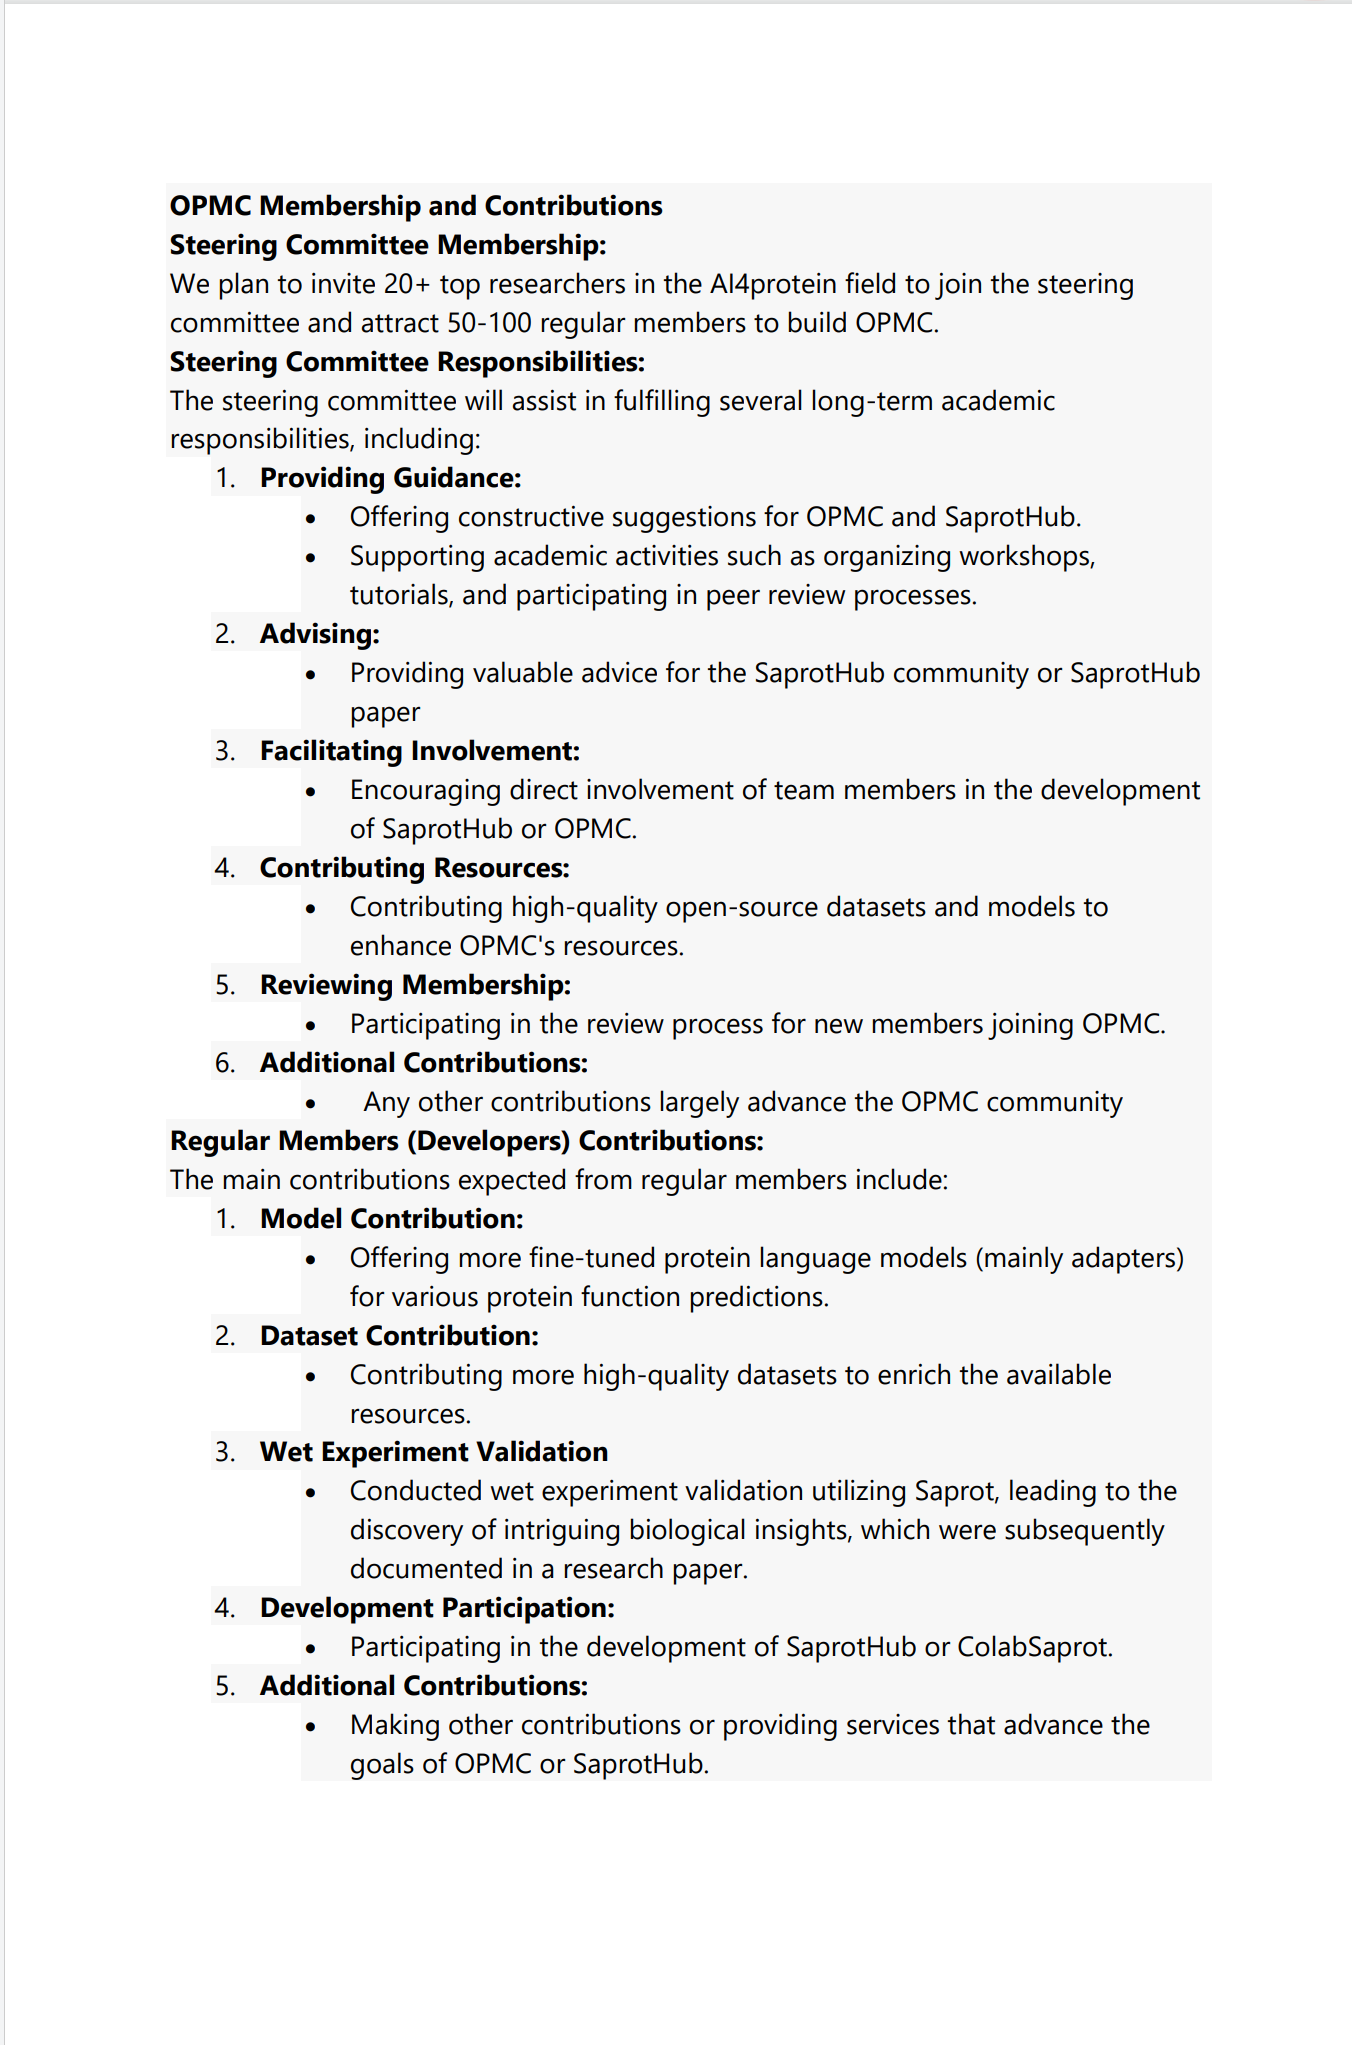 OPMC Membership and Contributions
Steering Committee Membership:
We plan to invite 20+ top researchers in the AI4protein field to join the steering
committee and attract 50-100 regular members to build OPMC.
Steering Committee Responsibilities:
The steering committee will assist in fulfilling several long-term academic
responsibilities, including:
1. Providing Guidance:
• Offering constructive suggestions for OPMC and SaprotHub.
• Supporting academic activities such as organizing workshops,
tutorials, and participating in peer review processes.
2. Advising:
• Providing valuable advice for the SaprotHub community or SaprotHub
paper
3. Facilitating Involvement:
• Encouraging direct involvement of team members in the development
of SaprotHub or OPMC.
4. Contributing Resources:
• Contributing high-quality open-source datasets and models to
enhance OPMC's resources.
5. Reviewing Membership:
• Participating in the review process for new members joining OPMC.
6. Additional Contributions:
• Any other contributions largely advance the OPMC community
Regular Members (Developers) Contributions:
The main contributions expected from regular members include:
1. Model Contribution:
• Offering more fine-tuned protein language models (mainly adapters)
for various protein function predictions.
2. Dataset Contribution:
• Contributing more high-quality datasets to enrich the available
resources.
3. Wet Experiment Validation
• Conducted wet experiment validation utilizing Saprot, leading to the
discovery of intriguing biological insights, which were subsequently
documented in a research paper.
4. Development Participation:
• Participating in the development of SaprotHub or ColabSaprot.
5. Additional Contributions:
• Making other contributions or providing services that advance the
goals of OPMC or SaprotHub.